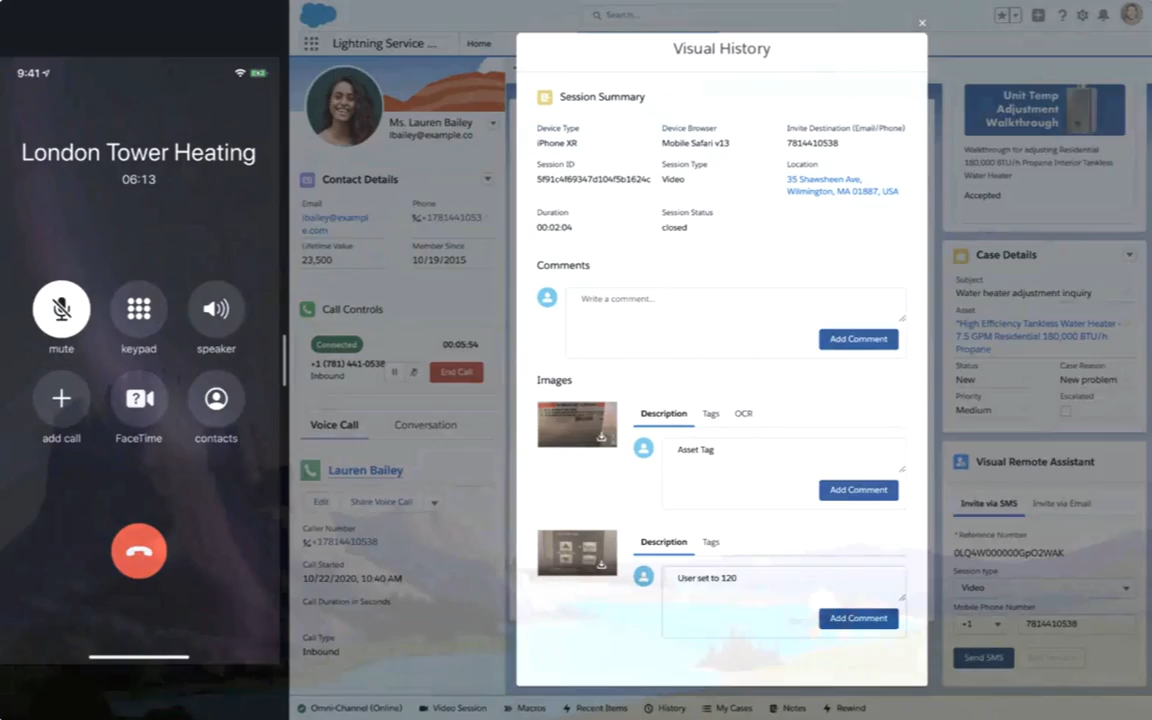 9:41
London Tower Heating
06:13
mute
keypad
speaker
add call
FaceTime
contacts
Search...
Lightning Service ...
Home
Ms. Lauren Bailey
lbailey@example.co
Contact Details
Email
Phone
lbailey@exampl
e.com
+1781441053
Lifetime Value
Member Since
23,500
10/19/2015
Call Controls
Connected
00:05:54
+1 (781) 441-0538
Inbound
End Call
Voice Call
Conversation
Lauren Bailey
Edit
Share Voice Call
Caller Number
+17814410538
Call Started
10/22/2020, 10:40 AM
Call Duration in Seconds
Call Type
Inbound
Visual History
Session Summary
Device Type
Device Browser
Invite Destination (Email/Phone)
iPhone XR
Mobile Safari v13
7814410538
Session ID
Session Type
Location
5f91c4f69347d104f5b1624c
Video
35 Shawsheen Ave,
Wilmington, MA 01887, USA
Duration
Session Status
00:02:04
closed
Comments
Write a comment...
Add Comment
Images
Description
Tags
OCR
Asset Tag
Add Comment
Description
Tags
User set to 120
Add Comment
Unit Temp
Adjustment
Walkthrough
Walkthrough for adjusting Residential
180,000 BTU/h Propane Interior Tankless
Water Heater
Accepted
Case Details
Subject
Water heater adjustment inquiry
Asset
"High Efficiency Tankless Water Heater -
7.5 GPM Residential 180,000 BTU/h
Propane
Status
Case Reason
New
New problem
Priority
Escalated
Medium
Visual Remote Assistant
Invite via SMS
Invite via Email
* Reference Number
0LQ4W000000GpO2WAK
Session type
Video
Mobile Phone Number
+1
7814410538
Send SMS
Omni-Channel (Online)
Video Session
Macros
Recent Items
History
My Cases
Notes
Rewind